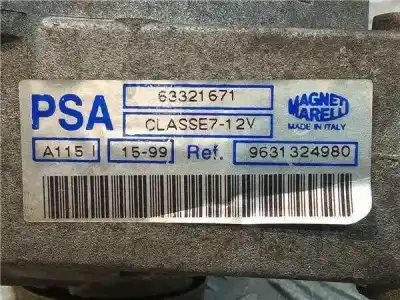 PSA
63321671
CLASSE7-12V
MAGNETI
MARELLI
MADE IN ITALY
A115 I
15-99
Ref.
9631324980